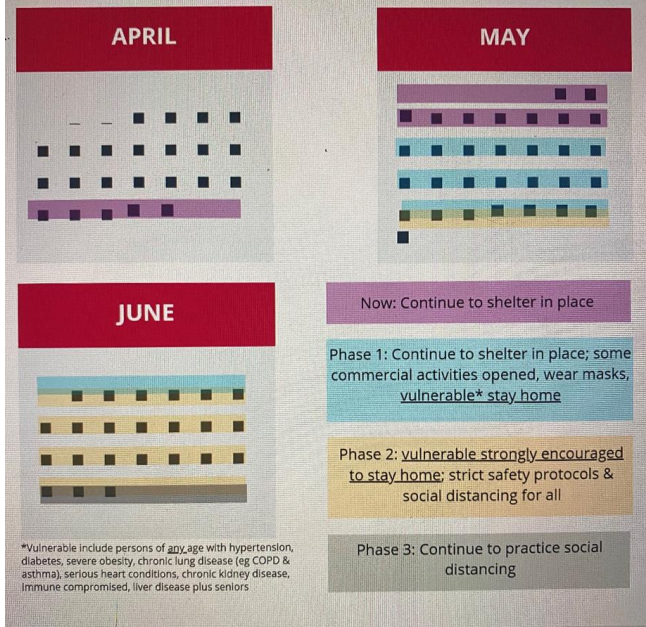 APRIL
MAY
JUNE
Now: Continue to shelter in place
Phase 1: Continue to shelter in place; some
commercial activities opened, wear masks,
vulnerable* stay home
Phase 2: vulnerable strongly encouraged
to stay home; strict safety protocols &
social distancing for all
Phase 3: Continue to practice social
distancing
*Vulnerable include persons of any age with hypertension,
diabetes, severe obesity, chronic lung disease (eg COPD &
asthma), serious heart conditions, chronic kidney disease,
immune compromised, liver disease plus seniors